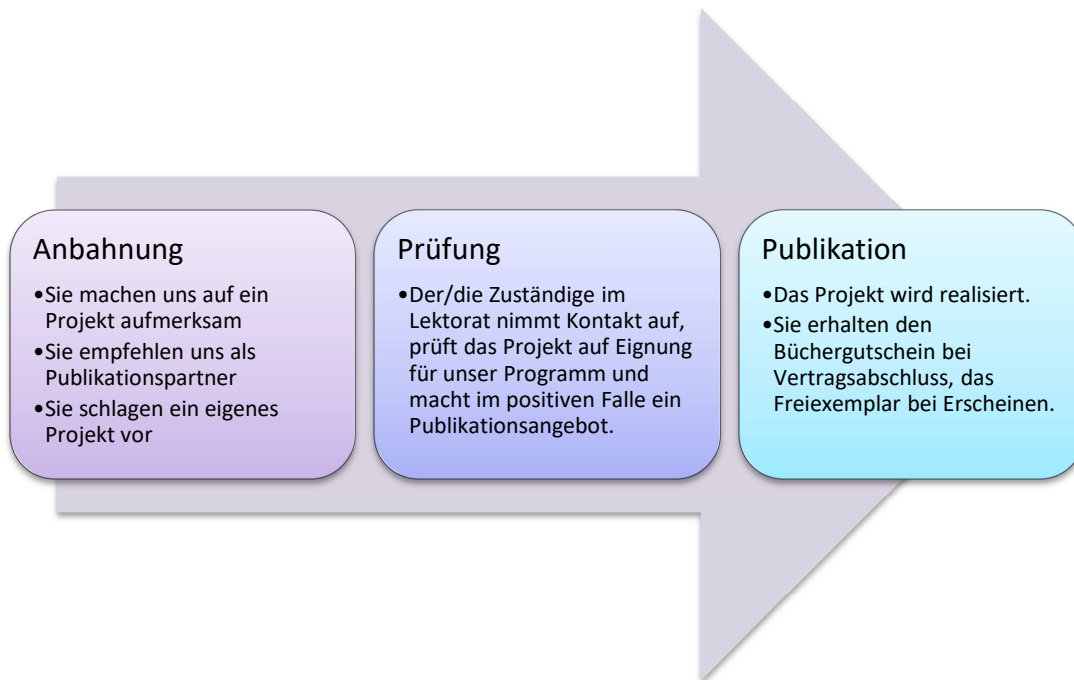 Anbahnung
•Sie machen uns auf ein
Projekt aufmerksam
•Sie empfehlen uns als
Publikationspartner
•Sie schlagen ein eigenes
Projekt vor
Prüfung
•Der/die Zuständige im
Lektorat nimmt Kontakt auf,
prüft das Projekt auf Eignung
für unser Programm und
macht im positiven Falle ein
Publikationsangebot.
Publikation
•Das Projekt wird realisiert.
•Sie erhalten den
Büchergutschein bei
Vertragsabschluss, das
Freiexemplar bei Erscheinen.